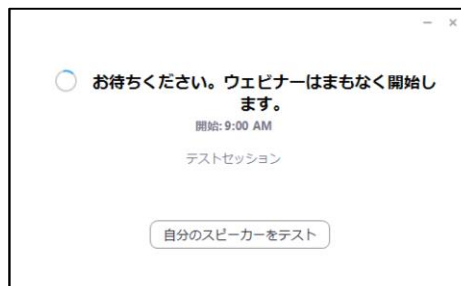 お待ちください。ウェビナーはまもなく開始し
ます。
開始: 9:00 AM
テストセッション
自分のスピーカーをテスト